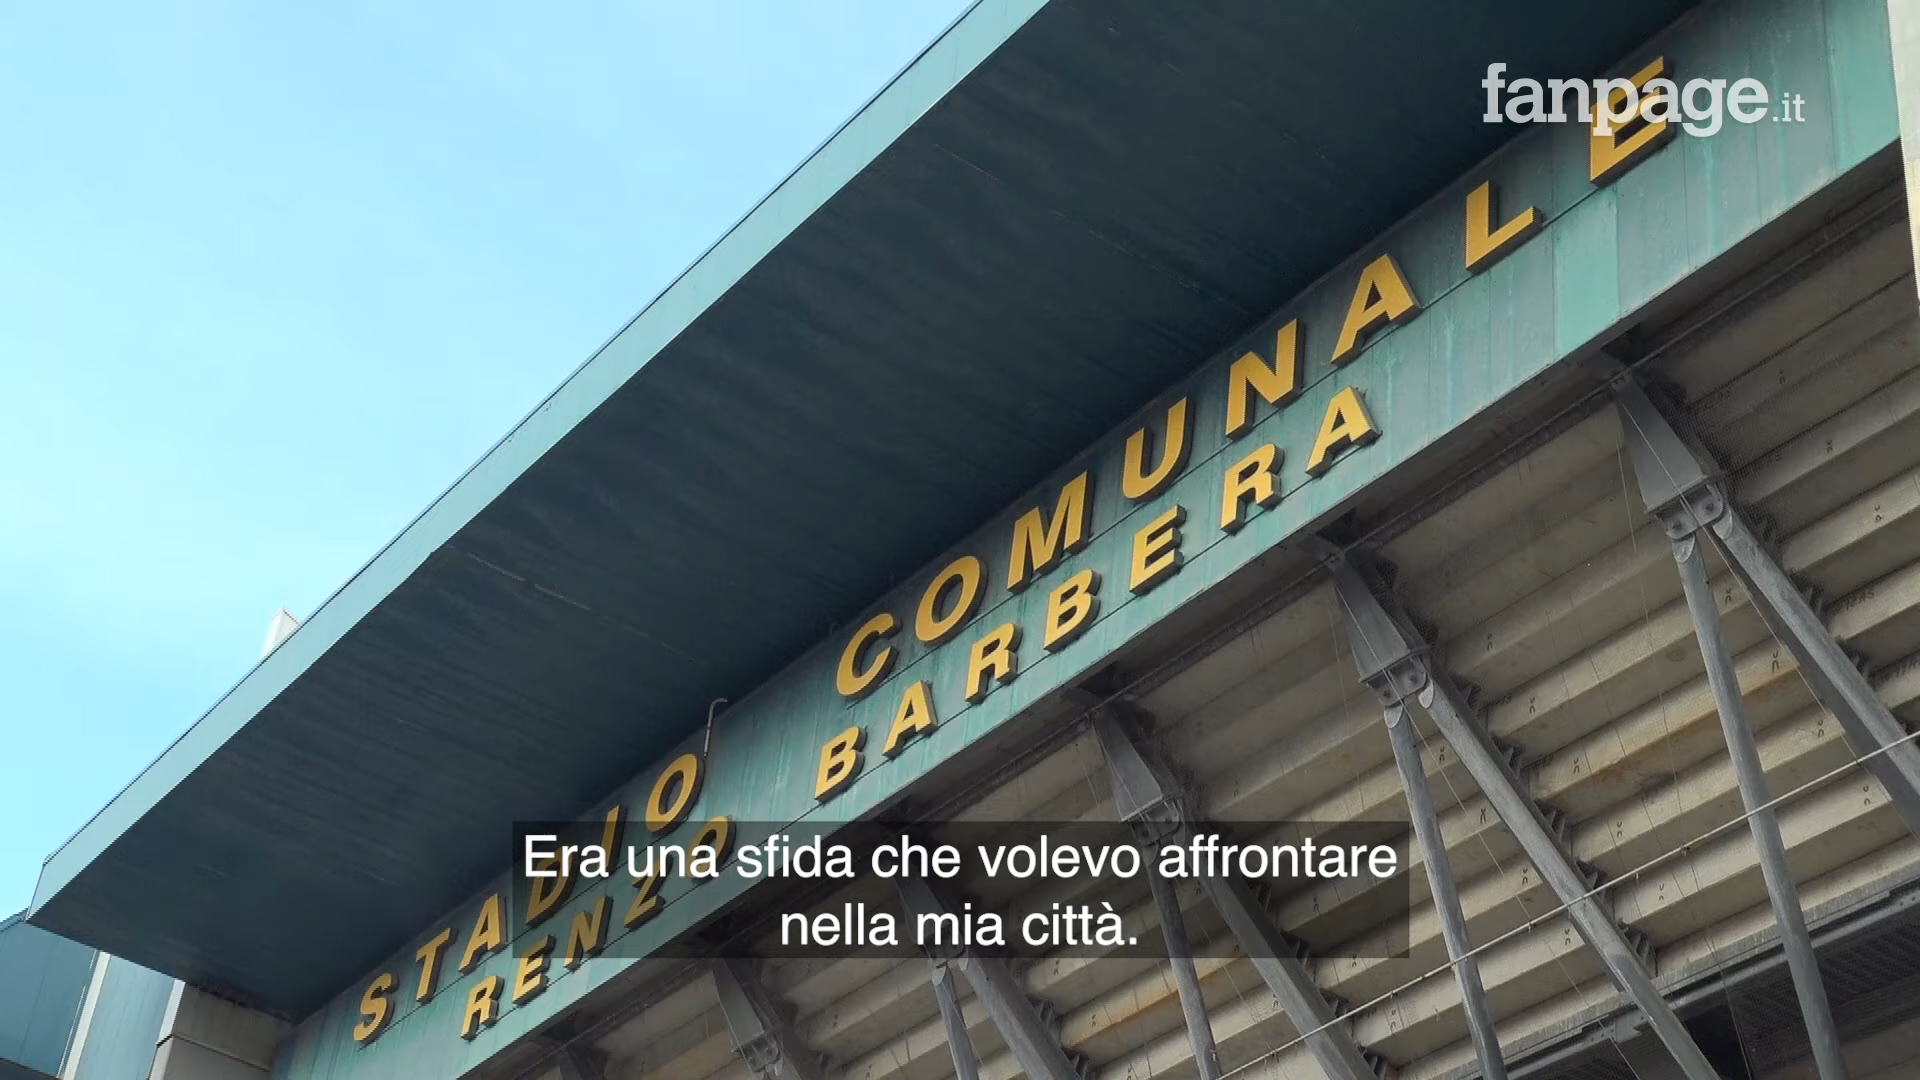 fanpage.it
STADIO COMUNALE
RENZO BARBERA
Era una sfida che volevo affrontare
nella mia città.